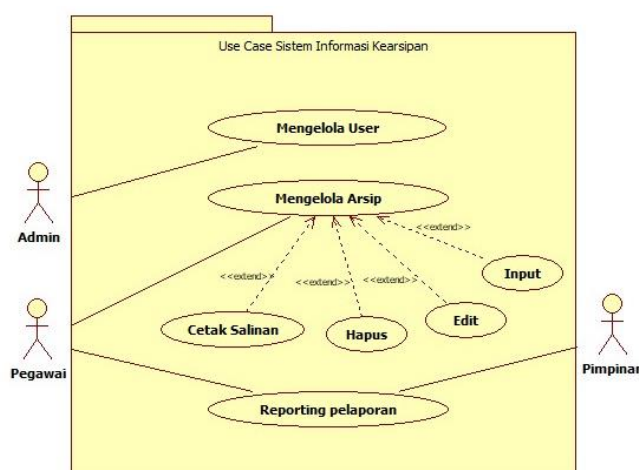 Use Case Sistem Informasi Kearsipan
Mengelola User
Mengelola Arsip
Admin
<<extend>>
<<extend>>
<<extend>>
<<extend>>
Input
Cetak Salinan
Hapus
Edit
Pegawai
Pimpinan
Reporting pelaporan